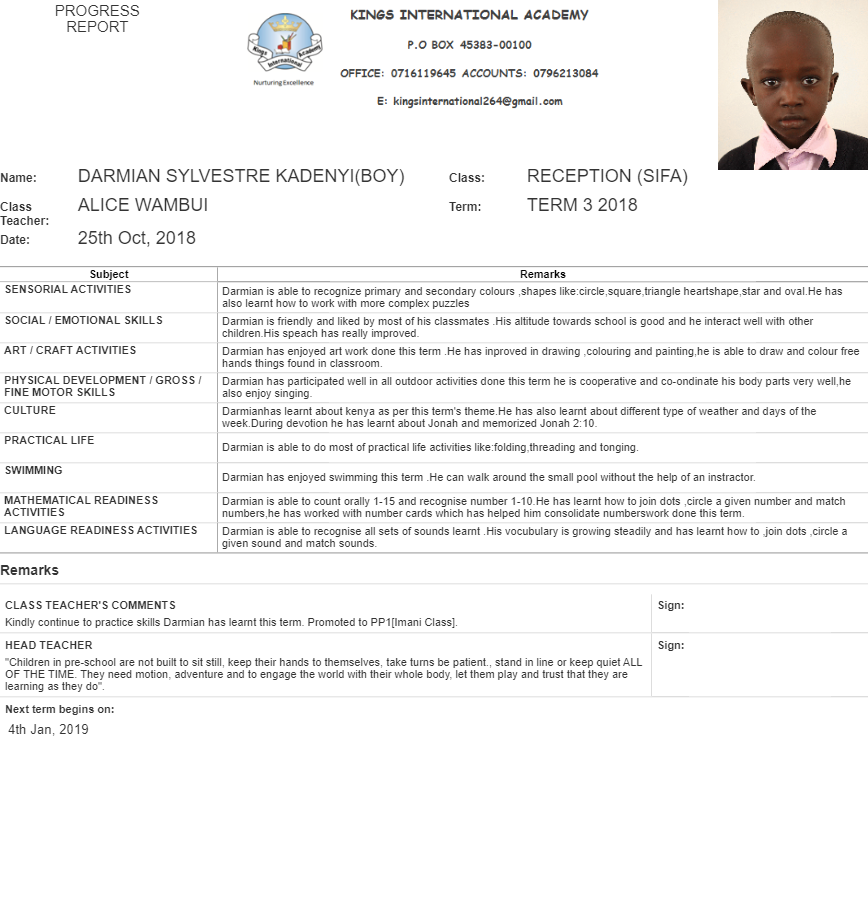 PROGRESS
REPORT
KINGS INTERNATIONAL ACADEMY
P.O BOX 45383-00100
OFFICE: 0716119645 ACCOUNTS: 0796213084
E: kingsinternational264@gmail.com
Kings Academy
International
Nurturing Excellence
Name: DARMIAN SYLVESTRE KADENYI(BOY) Class: RECEPTION (SIFA)
Class Teacher: ALICE WAMBUI Term: TERM 3 2018
Date: 25th Oct, 2018
Subject Remarks
SENSORIAL ACTIVITIES Darmian is able to recognize primary and secondary colours ,shapes like:circle,square,triangle heartshape,star and oval.He has
also learnt how to work with more complex puzzles
SOCIAL / EMOTIONAL SKILLS Darmian is friendly and liked by most of his classmates .His altitude towards school is good and he interact well with other
children.His speach has really improved.
ART / CRAFT ACTIVITIES Darmian has enjoyed art work done this term .He has inproved in drawing ,colouring and painting,he is able to draw and colour free
hands things found in classroom.
PHYSICAL DEVELOPMENT / GROSS / Darmian has participated well in all outdoor activities done this term he is cooperative and co-ondinate his body parts very well,he
FINE MOTOR SKILLS also enjoy singing.
CULTURE Darmianhas learnt about kenya as per this term's theme.He has also learnt about different type of weather and days of the
week.During devotion he has learnt about Jonah and memorized Jonah 2:10.
PRACTICAL LIFE Darmian is able to do most of practical life activities like:folding,threading and tonging.
SWIMMING Darmian has enjoyed swimming this term .He can walk around the small pool without the help of an instractor.
MATHEMATICAL READINESS Darmian is able to count orally 1-15 and recognise number 1-10.He has learnt how to join dots ,circle a given number and match
ACTIVITIES numbers,he has worked with number cards which has helped him consolidate numberswork done this term.
LANGUAGE READINESS ACTIVITIES Darmian is able to recognise all sets of sounds learnt .His vocubulary is growing steadily and has learnt how to ,join dots ,circle a
given sound and match sounds.
Remarks
CLASS TEACHER'S COMMENTS Sign:
Kindly continue to practice skills Darmian has learnt this term. Promoted to PP1[Imani Class].
HEAD TEACHER Sign:
"Children in pre-school are not built to sit still, keep their hands to themselves, take turns be patient., stand in line or keep quiet ALL
OF THE TIME. They need motion, adventure and to engage the world with their whole body, let them play and trust that they are
learning as they do".
Next term begins on:
4th Jan, 2019